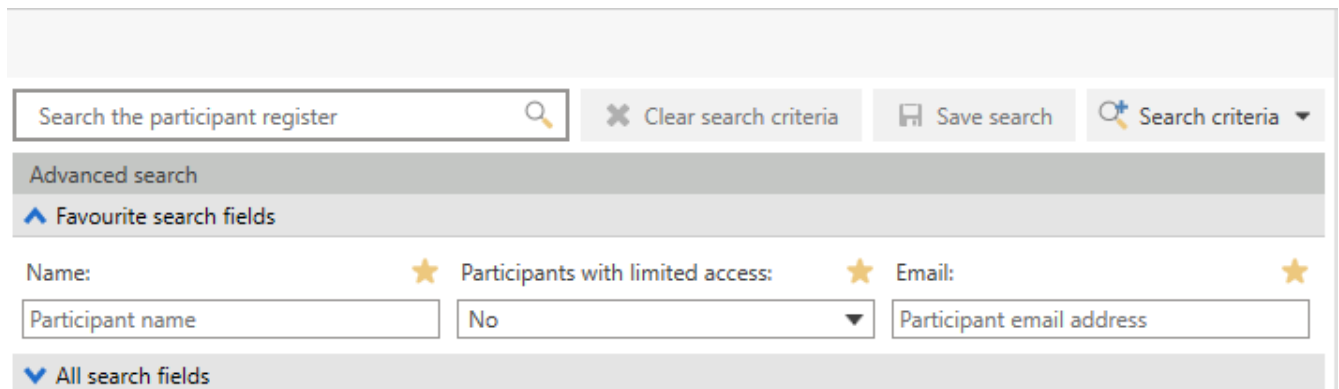 Search the participant register
Clear search criteria
Save search
Search criteria
Advanced search
Favourite search fields
Name:
Participants with limited access:
Email:
Participant name
No
Participant email address
All search fields